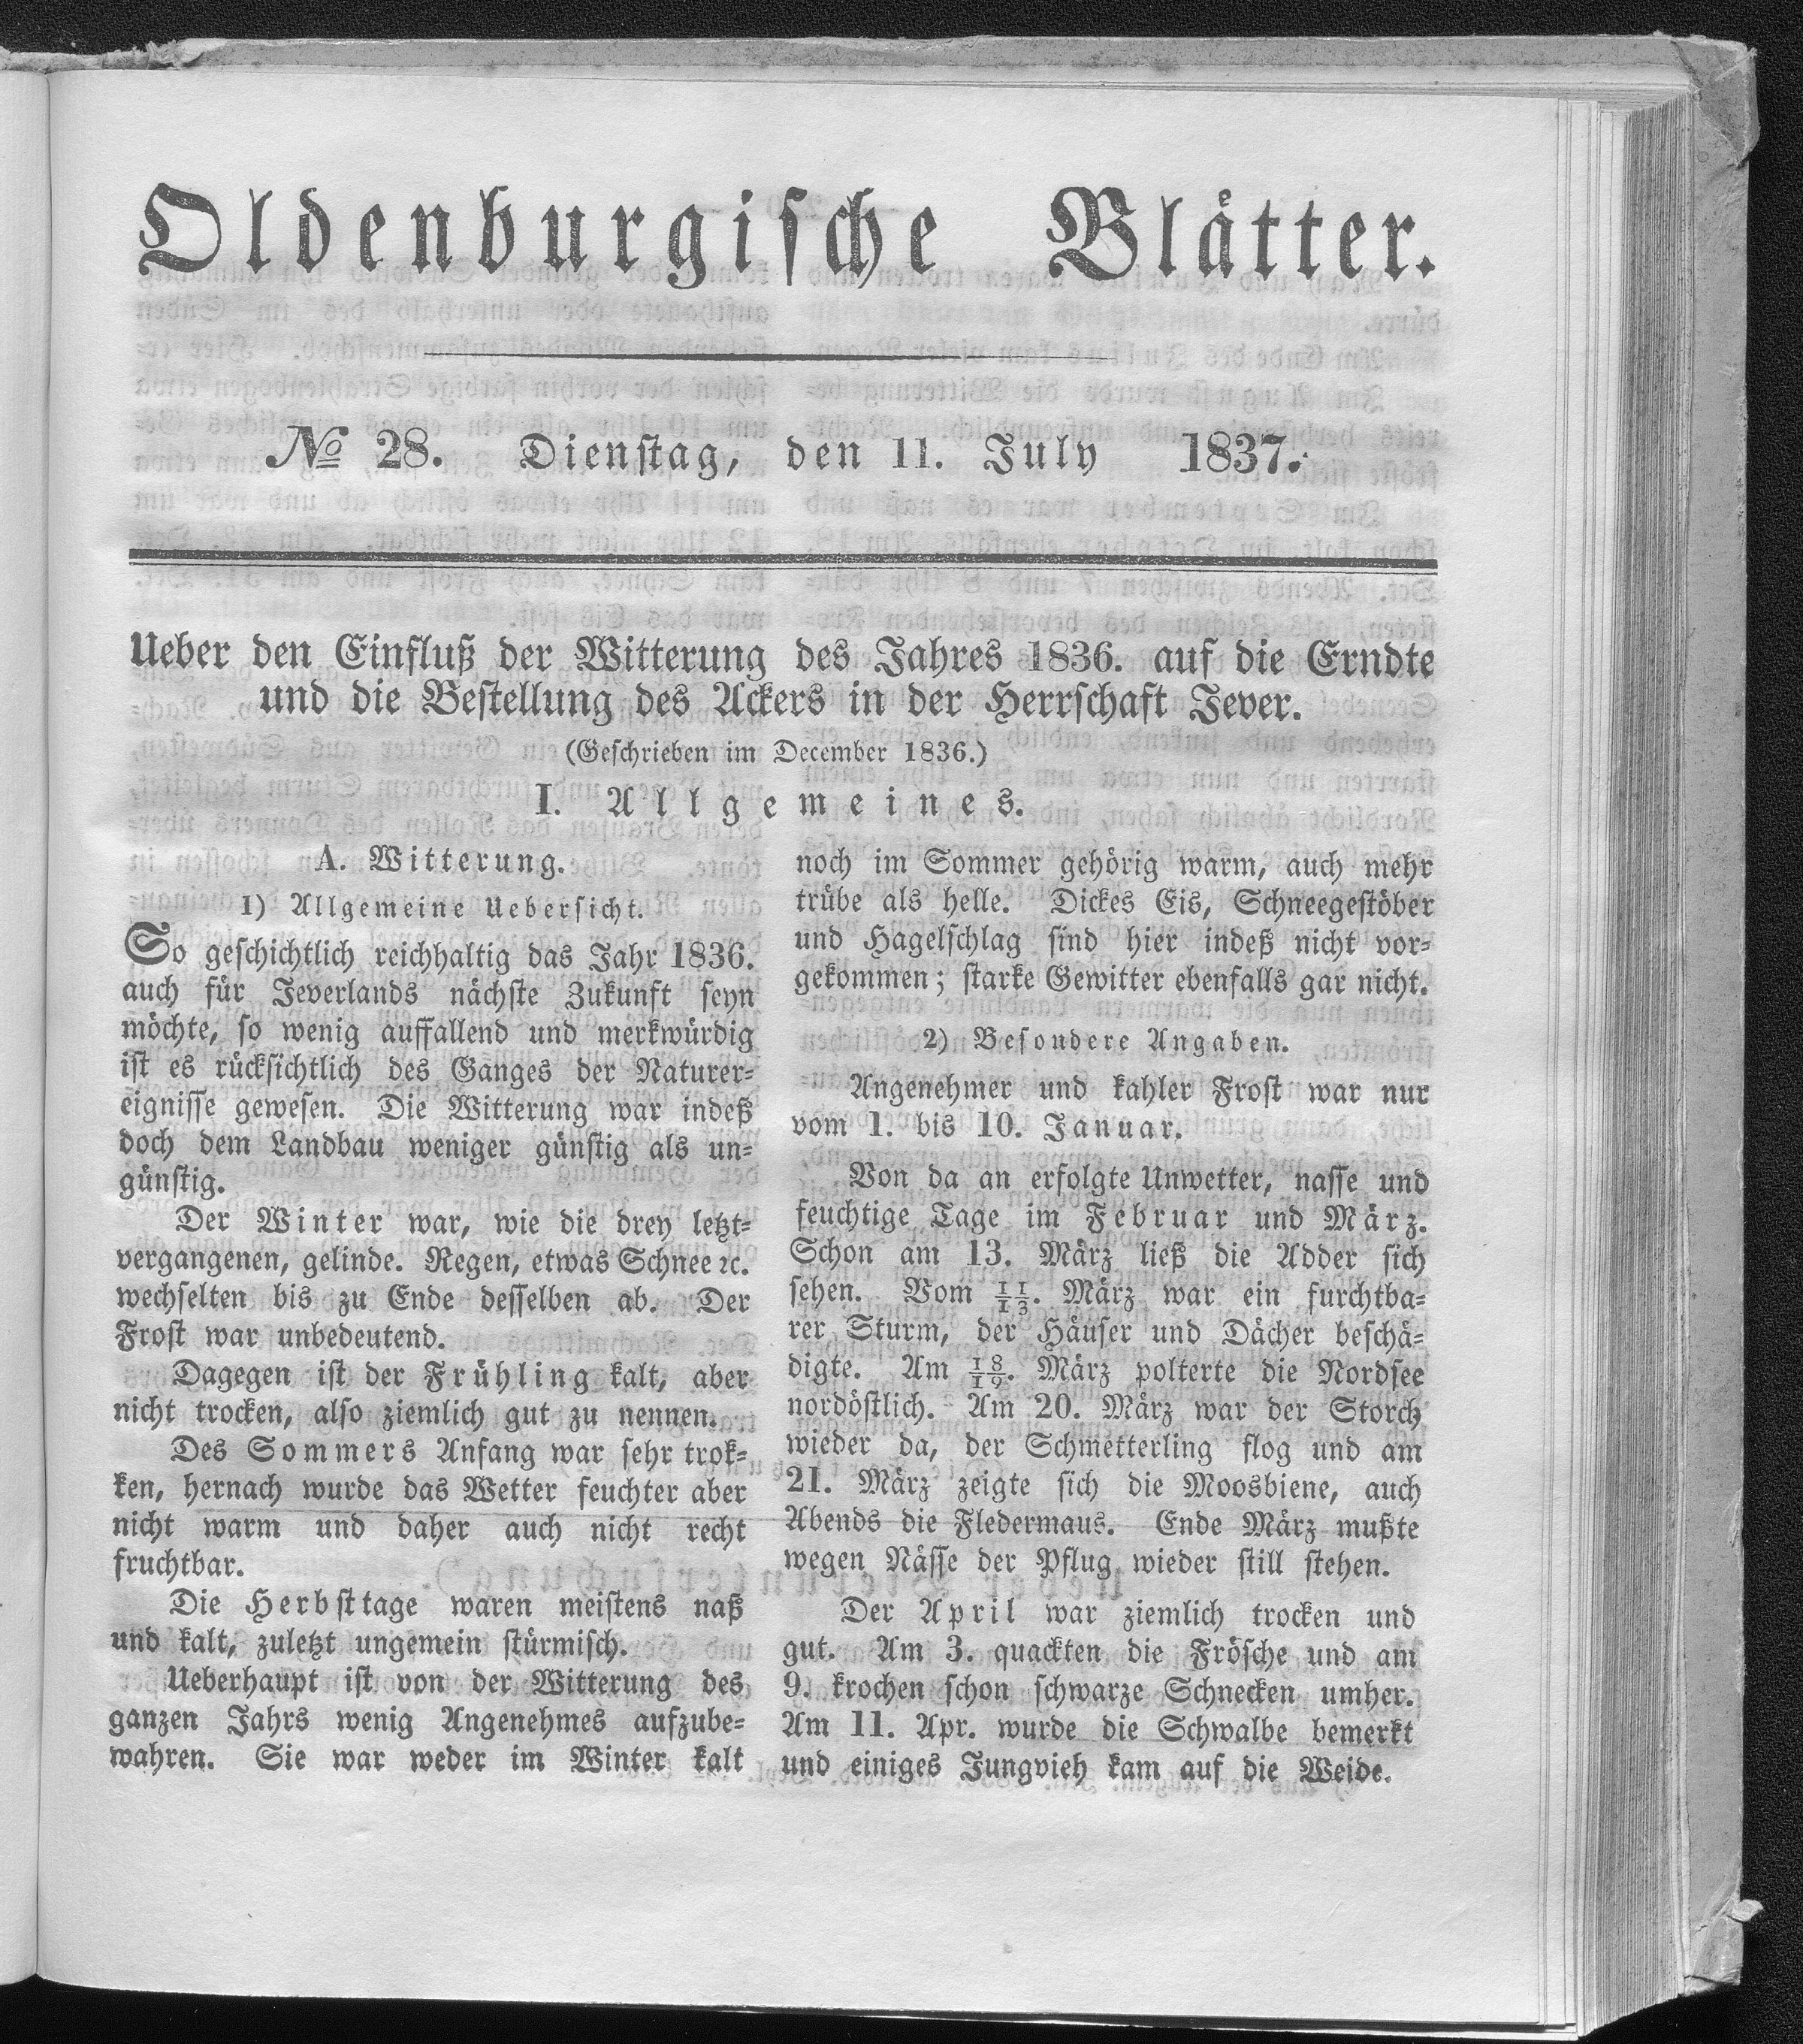 Oldenburgische Blätter.
No 28. Dienstag, den 11. July 1837.
Ueber den Einfluß der Witterung des Jahres 1836. auf die Erndte
und die Bestellung des Ackers in der Herrschaft Jever.
(Geschrieben im December 1836.)
I. Allgemeines.
A. Witterung.
1) Allgemeine Uebersicht.
So geschichtlich reichhaltig das Jahr 1836.
auch für Jeverlands nächste Zukunft seyn
möchte, so wenig auffallend und merkwürdig
ist es rücksichtlich des Ganges der Naturer-
eignisse gewesen. Die Witterung war indeß
doch dem Landbau weniger günstig als un-
günstig.
Der Winter war, wie die drey letzt-
vergangenen, gelinde. Regen, etwas Schnee ꝛc.
wechselten bis zu Ende desselben ab. Der
Frost war unbedeutend.
Dagegen ist der Frühling kalt, aber
nicht trocken, also ziemlich gut zu nennen.
Des Sommers Anfang war sehr trok-
ken, hernach wurde das Wetter feuchter aber
nicht warm und daher auch nicht recht
fruchtbar.
Die Herbsttage waren meistens naß
und kalt, zuletzt ungemein stürmisch.
Ueberhaupt ist von der Witterung des
ganzen Jahrs wenig Angenehmes aufzube-
wahren. Sie war weder im Winter kalt
noch im Sommer gehörig warm, auch mehr
trübe als helle. Dickes Eis, Schneegestöber
und Hagelschlag sind hier indeß nicht vor-
gekommen; starke Gewitter ebenfalls gar nicht.
2) Besondere Angaben.
Angenehmer und kahler Frost war nur
vom 1. bis 10. Januar.
Von da an erfolgte Unwetter, nasse und
feuchtige Tage im Februar und März.
Schon am 13. März ließ die Adder sich
sehen. Vom 11/13. März war ein furchtba-
rer Sturm, der Häuser und Dächer beschä-
digte. Am 18/19. März polterte die Nordsee
nordöstlich. Am 20. März war der Storch
wieder da, der Schmetterling flog und am
21. März zeigte sich die Moosbiene, auch
Abends die Fledermaus. Ende März mußte
wegen Nässe der Pflug wieder still stehen.
Der April war ziemlich trocken und
gut. Am 3. quackten die Frösche und am
9. krochen schon schwarze Schnecken umher.
Am 11. Apr. wurde die Schwalbe bemerkt
und einiges Jungvieh kam auf die Weide.